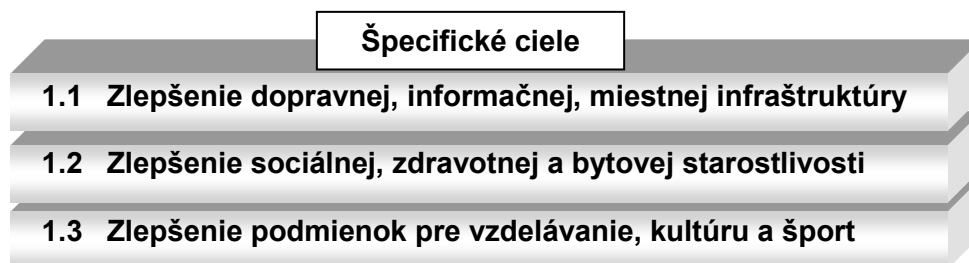 Špecifické ciele
1.1 Zlepšenie dopravnej, informačnej, miestnej infraštruktúry
1.2 Zlepšenie sociálnej, zdravotnej a bytovej starostlivosti
1.3 Zlepšenie podmienok pre vzdelávanie, kultúru a šport